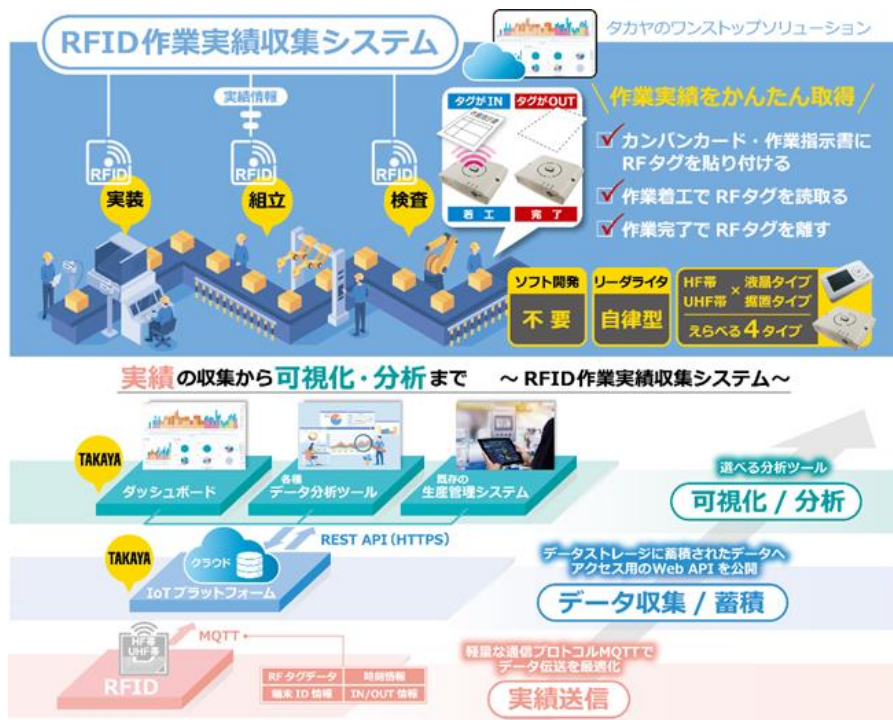 RFID作業実績収集システム
タカヤのワンストップソリューション
実績情報
RFID
RFID
RFID
実装
組立
検査
タグがIN
タグがOUT
作業指示書
着工
完了
作業実績をかんたん取得
カンバンカード・作業指示書に
RFタグを貼り付ける
作業着工でRFタグを読取る
作業完了でRFタグを離す
ソフト開発
不要
リーダライタ
自律型
HF帯
UHF帯
×
液晶タイプ
据置タイプ
えらべる4タイプ
実績の収集から可視化・分析まで ～RFID作業実績収集システム～
TAKAYA
ダッシュボード
各種
データ分析ツール
既存の
生産管理システム
選べる分析ツール
可視化 / 分析
REST API(HTTPS)
TAKAYA
クラウド
IoTプラットフォーム
データストレージに蓄積されたデータへ
アクセス用のWeb APIを公開
データ収集 / 蓄積
HF帯
UHF帯
RFID
MQTT
RFタグデータ 時刻情報
端末ID情報 IN/OUT情報
軽量な通信プロトコルMQTTで
データ伝送を最適化
実績送信